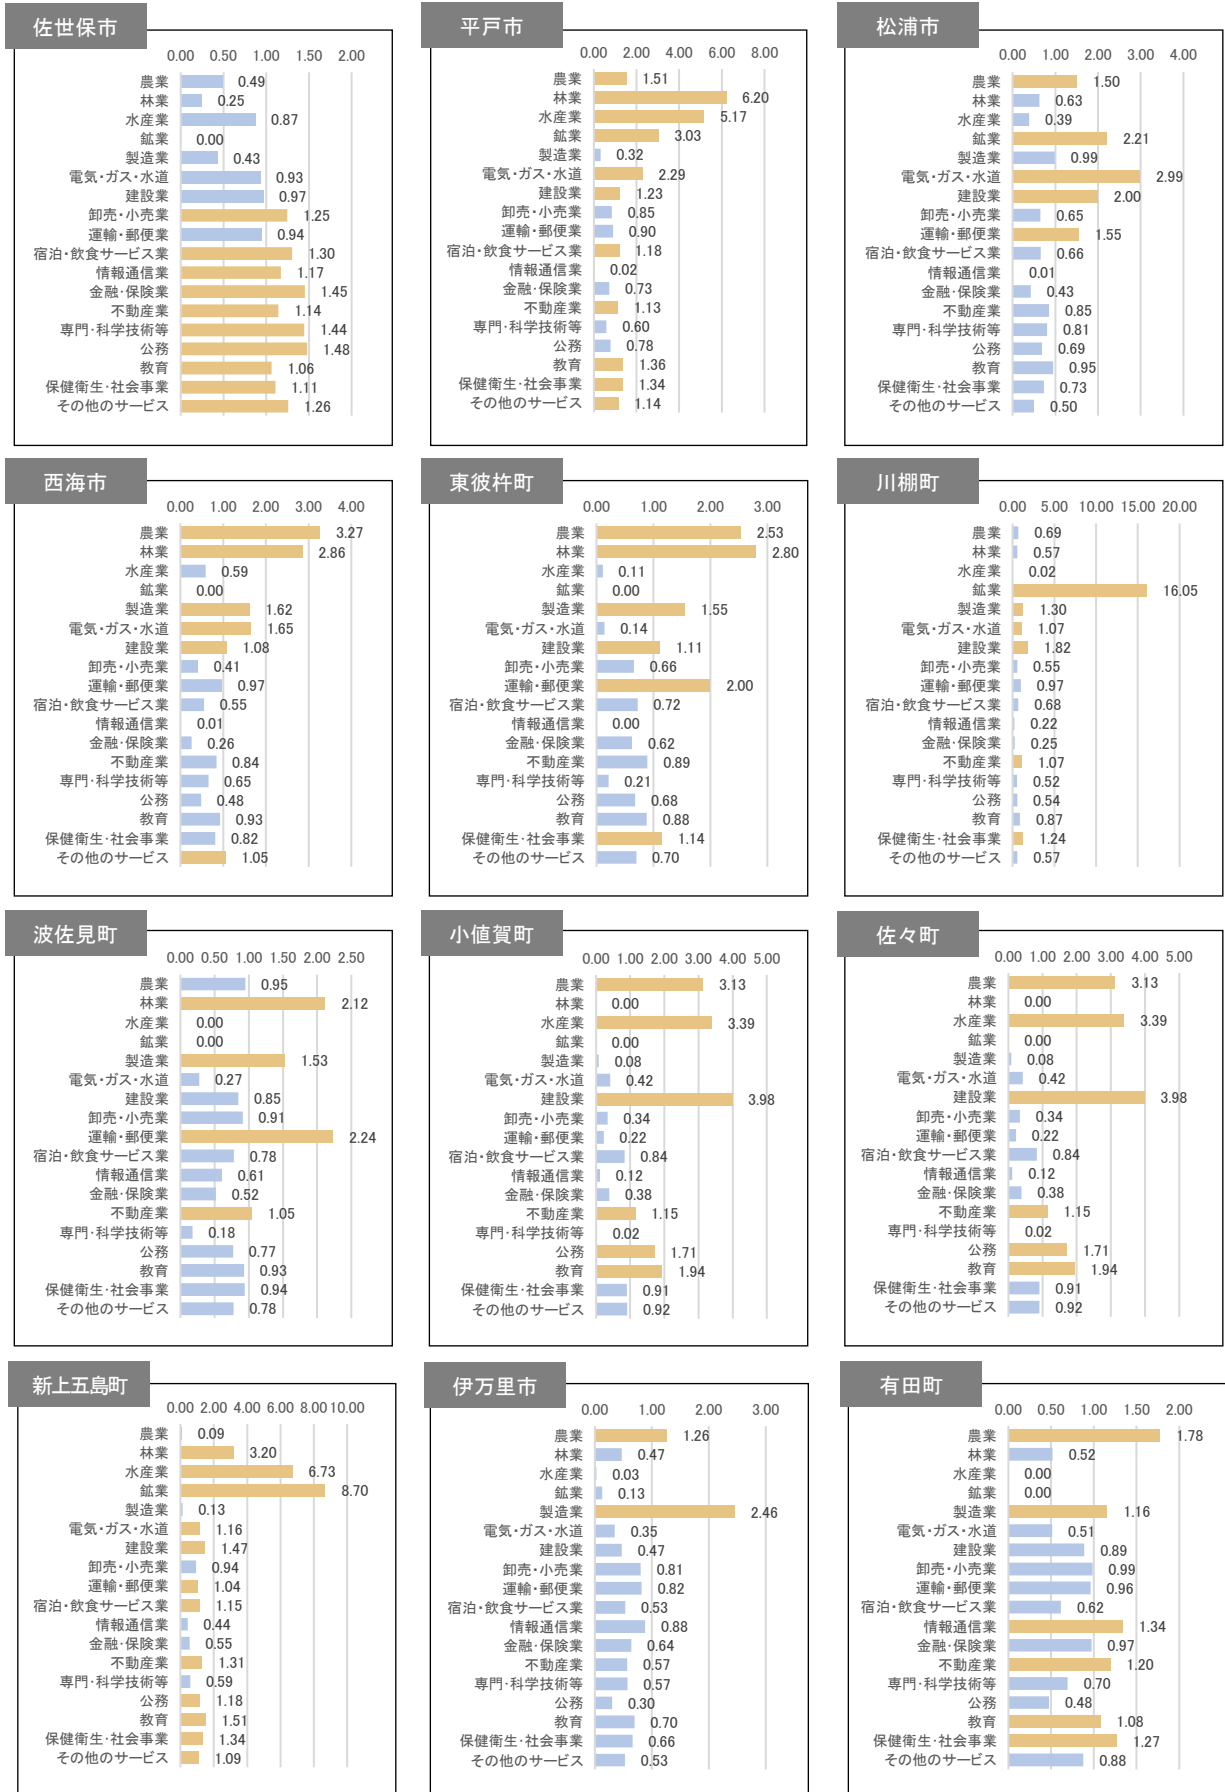 佐世保市
0.00 0.50 1.00 1.50 2.00
農業 0.49
林業 0.25
水産業 0.87
鉱業 0.00
製造業 0.43
電気・ガス・水道 0.93
建設業 0.97
卸売・小売業 1.25
運輸・郵便業 0.94
宿泊・飲食サービス業 1.30
情報通信業 1.17
金融・保険業 1.45
不動産業 1.14
専門・科学技術等 1.44
公務 1.48
教育 1.06
保健衛生・社会事業 1.11
その他のサービス 1.26
平戸市
0.00 2.00 4.00 6.00 8.00
農業 1.51
林業 6.20
水産業 5.17
鉱業 3.03
製造業 0.32
電気・ガス・水道 2.29
建設業 1.23
卸売・小売業 0.85
運輸・郵便業 0.90
宿泊・飲食サービス業 1.18
情報通信業 0.02
金融・保険業 0.73
不動産業 1.13
専門・科学技術等 0.60
公務 0.78
教育 1.36
保健衛生・社会事業 1.34
その他のサービス 1.14
松浦市
0.00 1.00 2.00 3.00 4.00
農業 1.50
林業 0.63
水産業 0.39
鉱業 2.21
製造業 0.99
電気・ガス・水道 2.99
建設業 2.00
卸売・小売業 0.65
運輸・郵便業 1.55
宿泊・飲食サービス業 0.66
情報通信業 0.01
金融・保険業 0.43
不動産業 0.85
専門・科学技術等 0.81
公務 0.69
教育 0.95
保健衛生・社会事業 0.73
その他のサービス 0.50
西海市
0.00 1.00 2.00 3.00 4.00
農業 3.27
林業 2.86
水産業 0.59
鉱業 0.00
製造業 1.62
電気・ガス・水道 1.65
建設業 1.08
卸売・小売業 0.41
運輸・郵便業 0.97
宿泊・飲食サービス業 0.55
情報通信業 0.01
金融・保険業 0.26
不動産業 0.84
専門・科学技術等 0.65
公務 0.48
教育 0.93
保健衛生・社会事業 0.82
その他のサービス 1.05
東彼杵町
0.00 1.00 2.00 3.00
農業 2.53
林業 2.80
水産業 0.11
鉱業 0.00
製造業 1.55
電気・ガス・水道 0.14
建設業 1.11
卸売・小売業 0.66
運輸・郵便業 2.00
宿泊・飲食サービス業 0.72
情報通信業 0.00
金融・保険業 0.62
不動産業 0.89
専門・科学技術等 0.21
公務 0.68
教育 0.88
保健衛生・社会事業 1.14
その他のサービス 0.70
川棚町
0.00 5.00 10.00 15.00 20.00
農業 0.69
林業 0.57
水産業 0.02
鉱業 16.05
製造業 1.30
電気・ガス・水道 1.07
建設業 1.82
卸売・小売業 0.55
運輸・郵便業 0.97
宿泊・飲食サービス業 0.68
情報通信業 0.22
金融・保険業 0.25
不動産業 1.07
専門・科学技術等 0.52
公務 0.54
教育 0.87
保健衛生・社会事業 1.24
その他のサービス 0.57
波佐見町
0.00 0.50 1.00 1.50 2.00 2.50
農業 0.95
林業 2.12
水産業 0.00
鉱業 0.00
製造業 1.53
電気・ガス・水道 0.27
建設業 0.85
卸売・小売業 0.91
運輸・郵便業 2.24
宿泊・飲食サービス業 0.78
情報通信業 0.61
金融・保険業 0.52
不動産業 1.05
専門・科学技術等 0.18
公務 0.77
教育 0.93
保健衛生・社会事業 0.94
その他のサービス 0.78
小値賀町
0.00 1.00 2.00 3.00 4.00 5.00
農業 3.13
林業 0.00
水産業 3.39
鉱業 0.00
製造業 0.08
電気・ガス・水道 0.42
建設業 3.98
卸売・小売業 0.34
運輸・郵便業 0.22
宿泊・飲食サービス業 0.84
情報通信業 0.12
金融・保険業 0.38
不動産業 1.15
専門・科学技術等 0.02
公務 1.71
教育 1.94
保健衛生・社会事業 0.91
その他のサービス 0.92
佐々町
0.00 1.00 2.00 3.00 4.00 5.00
農業 3.13
林業 0.00
水産業 3.39
鉱業 0.00
製造業 0.08
電気・ガス・水道 0.42
建設業 3.98
卸売・小売業 0.34
運輸・郵便業 0.22
宿泊・飲食サービス業 0.84
情報通信業 0.12
金融・保険業 0.38
不動産業 1.15
専門・科学技術等 0.02
公務 1.71
教育 1.94
保健衛生・社会事業 0.91
その他のサービス 0.92
新上五島町
0.00 2.00 4.00 6.00 8.00 10.00
農業 0.09
林業 3.20
水産業 6.73
鉱業 8.70
製造業 0.13
電気・ガス・水道 1.16
建設業 1.47
卸売・小売業 0.94
運輸・郵便業 1.04
宿泊・飲食サービス業 1.15
情報通信業 0.44
金融・保険業 0.55
不動産業 1.31
専門・科学技術等 0.59
公務 1.18
教育 1.51
保健衛生・社会事業 1.34
その他のサービス 1.09
伊万里市
0.00 1.00 2.00 3.00
農業 1.26
林業 0.47
水産業 0.03
鉱業 0.13
製造業 2.46
電気・ガス・水道 0.35
建設業 0.47
卸売・小売業 0.81
運輸・郵便業 0.82
宿泊・飲食サービス業 0.53
情報通信業 0.88
金融・保険業 0.64
不動産業 0.57
専門・科学技術等 0.57
公務 0.30
教育 0.70
保健衛生・社会事業 0.66
その他のサービス 0.53
有田町
0.00 0.50 1.00 1.50 2.00
農業 1.78
林業 0.52
水産業 0.00
鉱業 0.00
製造業 1.16
電気・ガス・水道 0.51
建設業 0.89
卸売・小売業 0.99
運輸・郵便業 0.96
宿泊・飲食サービス業 0.62
情報通信業 1.34
金融・保険業 0.97
不動産業 1.20
専門・科学技術等 0.70
公務 0.48
教育 1.08
保健衛生・社会事業 1.27
その他のサービス 0.88